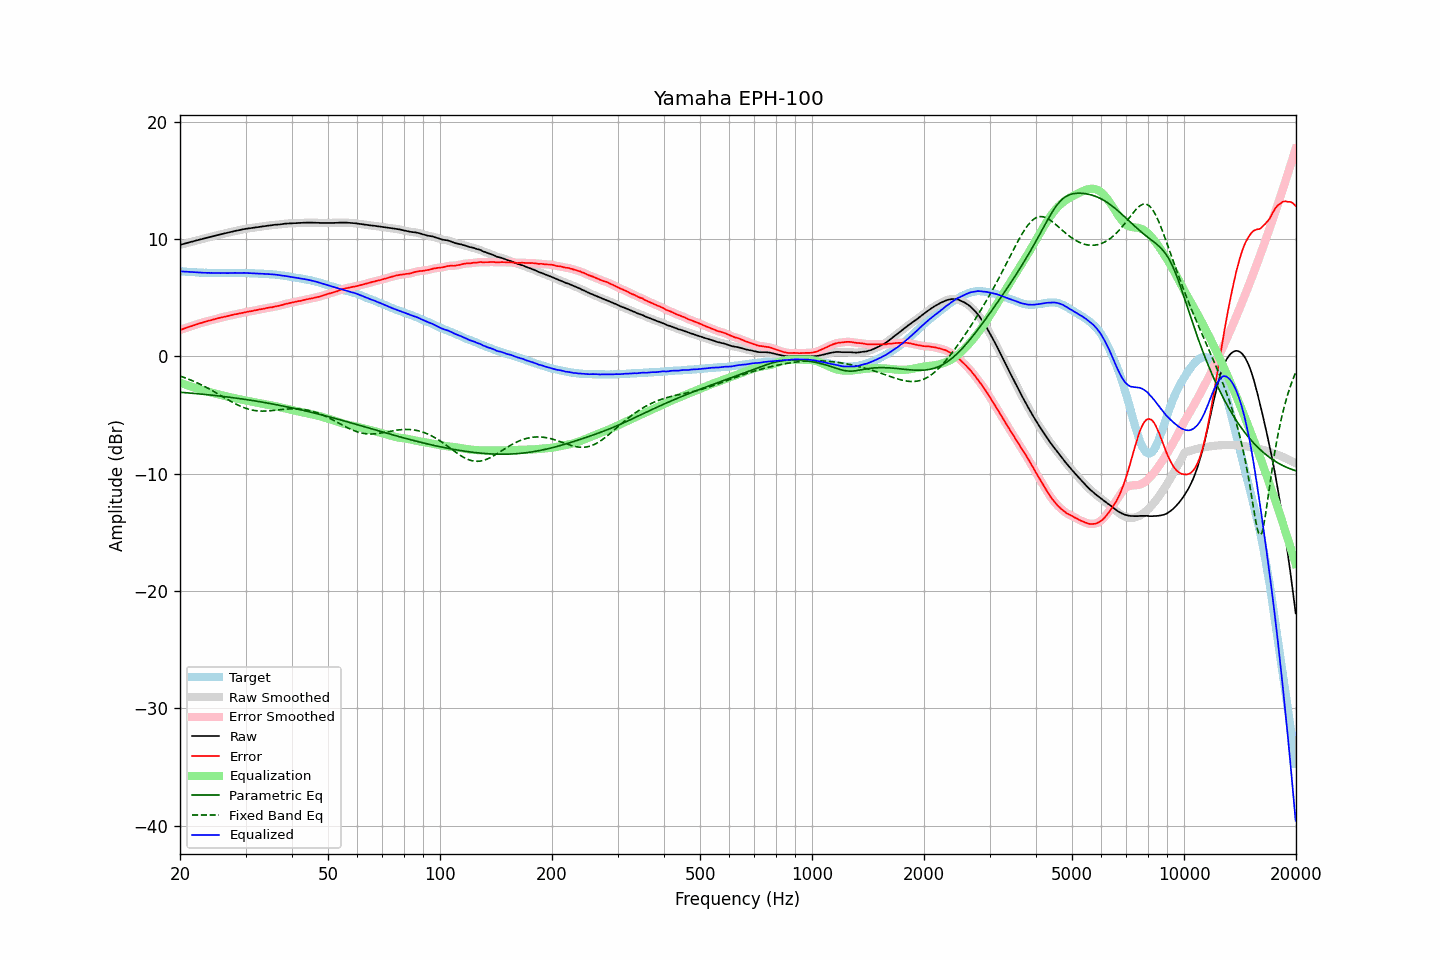 Yamaha EPH-100
20
10
0
−10
−20
−30
−40
Amplitude (dBr)
Target
Raw Smoothed
Error Smoothed
Raw
Error
Equalization
Parametric Eq
Fixed Band Eq
Equalized
20 50 100 200 500 1000 2000 5000 10000 20000
Frequency (Hz)